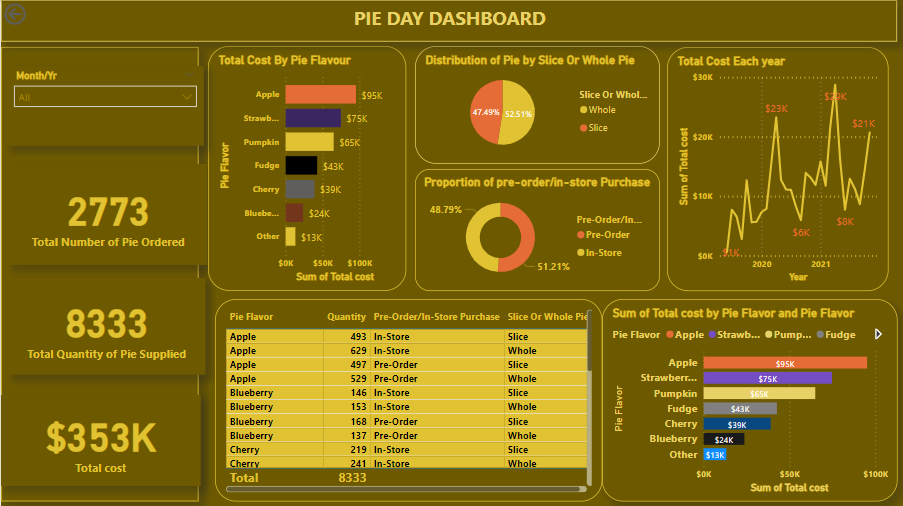 PIE DAY DASHBOARD
Month/Yr
All
2773
Total Number of Pie Ordered
8333
Total Quantity of Pie Supplied
$353K
Total cost
Total Cost By Pie Flavour
Pie Flavor
Apple $95K
Strawb... $75K
Pumpkin $65K
Fudge $43K
Cherry $39K
Bluebe... $24K
Other $13K
$0K $50K $100K
Sum of Total cost
Distribution of Pie by Slice Or Whole Pie
47.49% 52.51%
Slice Or Whol...
Whole
Slice
Proportion of pre-order/in-store Purchase
48.79%
51.21%
Pre-Order/In...
Pre-Order
In-Store
Total Cost Each year
Sum of Total cost
$30K
$20K
$10K
$0K
$1K
$23K
$6K
$29K
$8K
$21K
2020 2021
Year
Pie Flavor Quantity Pre-Order/In-Store Purchase Slice Or Whole Pie
Apple 493 In-Store Slice
Apple 629 In-Store Whole
Apple 497 Pre-Order Slice
Apple 529 Pre-Order Whole
Blueberry 146 In-Store Slice
Blueberry 153 In-Store Whole
Blueberry 168 Pre-Order Slice
Blueberry 137 Pre-Order Whole
Cherry 219 In-Store Slice
Cherry 241 In-Store Whole
Total 8333
Sum of Total cost by Pie Flavor and Pie Flavor
Pie Flavor Apple Strawb... Pump... Fudge
Pie Flavor
Apple $95K
Strawberr... $75K
Pumpkin $65K
Fudge $43K
Cherry $39K
Blueberry $24K
Other $13K
$0K $50K $100K
Sum of Total cost